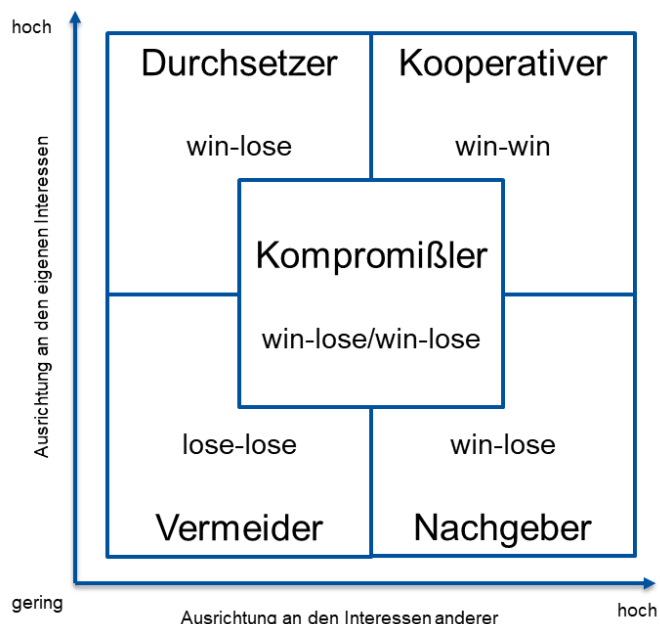 hoch
Durchsetzer
Kooperativer
win-lose
win-win
Ausrichtung an den eigenen Interessen
Kompromißler
win-lose/win-lose
lose-lose
win-lose
Vermeider
Nachgeber
gering
Ausrichtung an den Interessen anderer
hoch